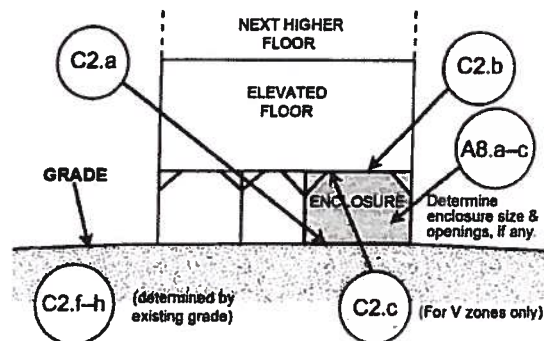 NEXT HIGHER
FLOOR
C2.a
C2.b
ELEVATED
FLOOR
A8.a–c
GRADE
ENCLOSURE
Determine
enclosure size &
openings, if any.
C2.f–h
(determined by
existing grade)
C2.c
(For V zones only)